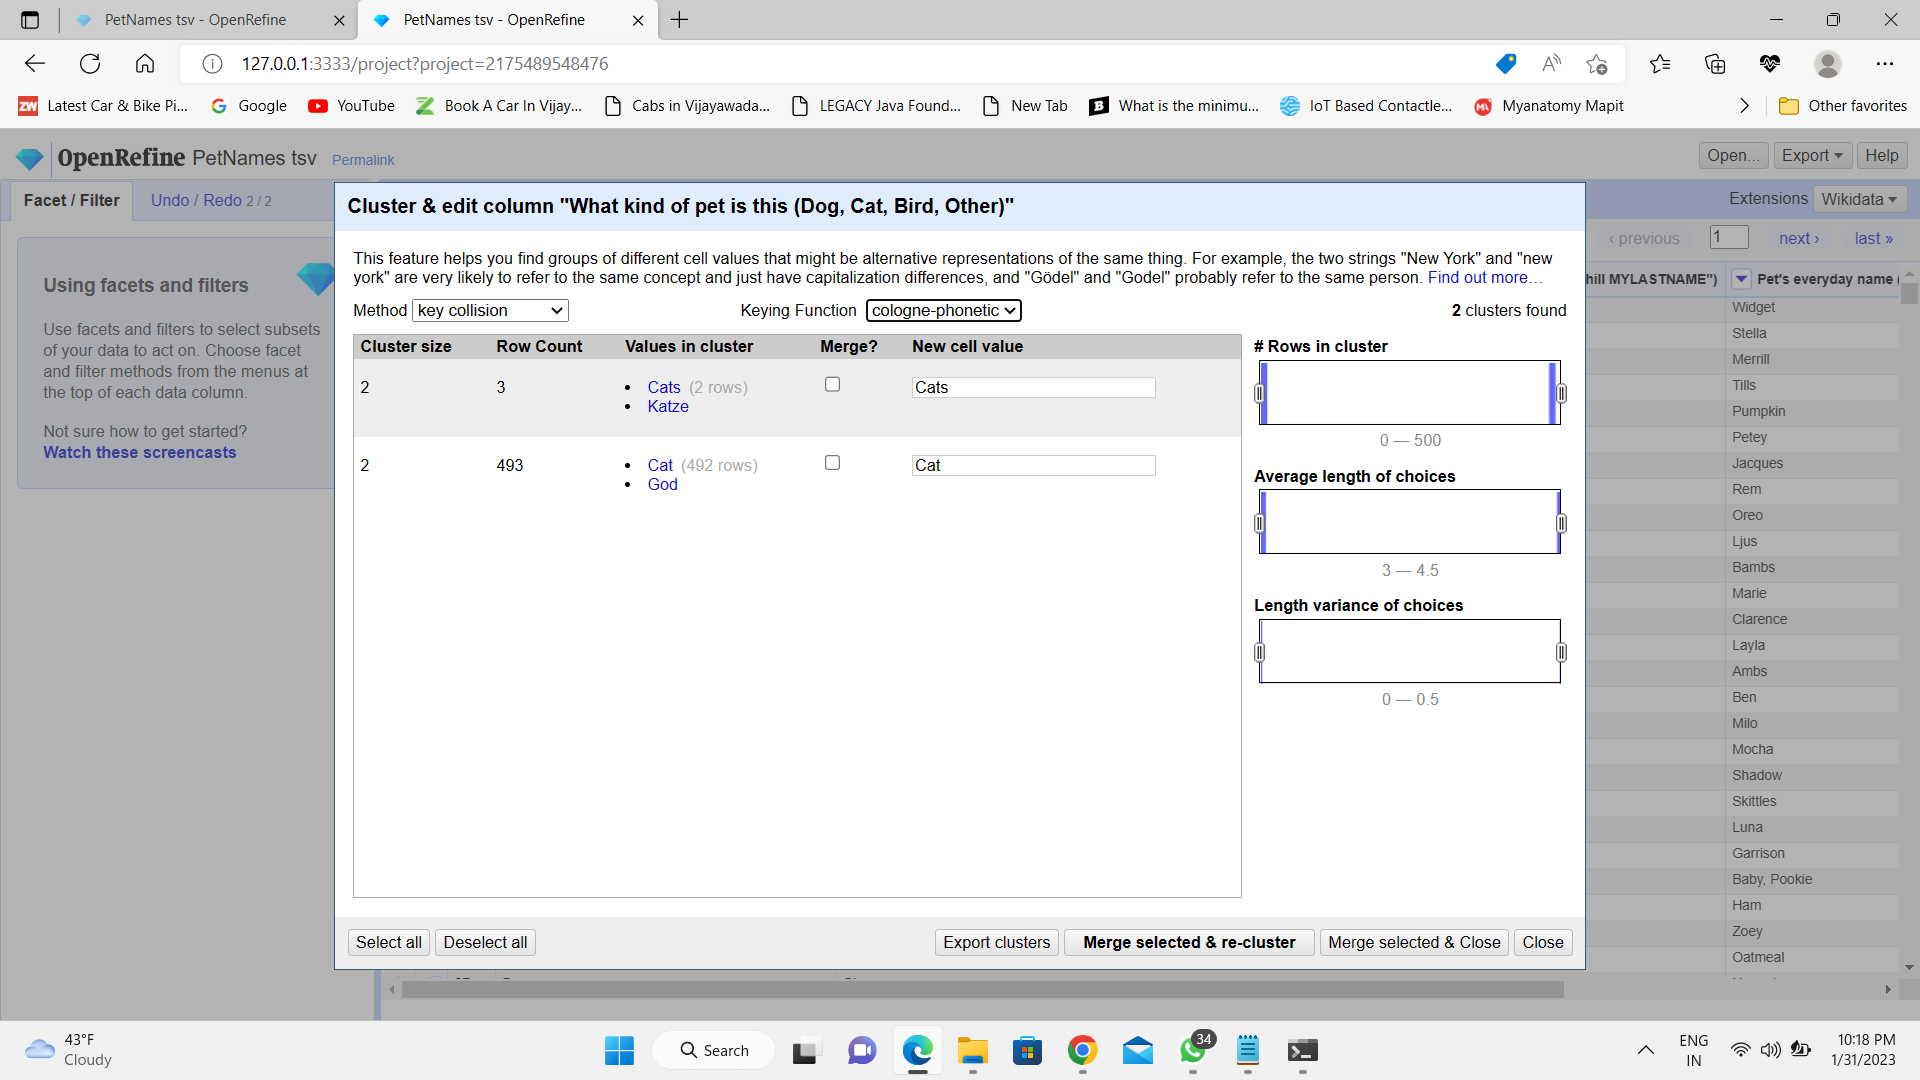 PetNames tsv - OpenRefine
PetNames tsv - OpenRefine
127.0.0.1:3333/project?project=2175489548476
Latest Car & Bike Pi...
Google
YouTube
Book A Car In Vijay...
Cabs in Vijayawada...
LEGACY Java Found...
New Tab
What is the minimu...
IoT Based Contactle...
Myanatomy Mapit
Other favorites
OpenRefine PetNames tsv Permalink
Open... Export Help
Facet / Filter Undo / Redo 2 / 2
Extensions Wikidata
‹ previous 1 next › last »
Using facets and filters
Use facets and filters to select subsets
of your data to act on. Choose facet
and filter methods from the menus at
the top of each data column.
Not sure how to get started?
Watch these screencasts
Cluster & edit column "What kind of pet is this (Dog, Cat, Bird, Other)"
This feature helps you find groups of different cell values that might be alternative representations of the same thing. For example, the two strings "New York" and "new
york" are very likely to refer to the same concept and just have capitalization differences, and "Gödel" and "Godel" probably refer to the same person. Find out more...
Method key collision Keying Function cologne-phonetic 2 clusters found
Cluster size Row Count Values in cluster Merge? New cell value
2 3 Cats (2 rows) Cats
Katze
2 493 Cat (492 rows) Cat
God
# Rows in cluster
0 — 500
Average length of choices
3 — 4.5
Length variance of choices
0 — 0.5
Select all Deselect all Export clusters Merge selected & re-cluster Merge selected & Close Close
hill MYLASTNAME") Pet's everyday name
Widget
Stella
Merrill
Tills
Pumpkin
Petey
Jacques
Rem
Oreo
Ljus
Bambs
Marie
Clarence
Layla
Ambs
Ben
Milo
Mocha
Shadow
Skittles
Luna
Garrison
Baby, Pookie
Ham
Zoey
Oatmeal
43°F
Cloudy
Search
34
ENG
IN
10:18 PM
1/31/2023